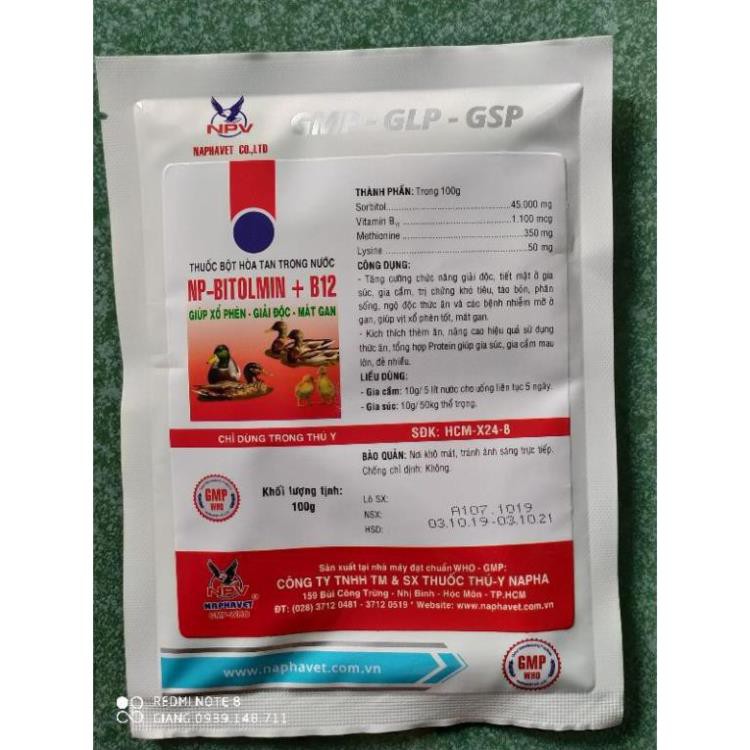 GMP - GLP - GSP
NPV
NAPHAVET CO.,LTD
THUỐC BỘT HÒA TAN TRONG NƯỚC
NP-BITOLMIN + B12
GIÚP XỔ PHÈN - GIẢI ĐỘC - MÁT GAN
THÀNH PHẦN: Trong 100g
Sorbitol....................45.000 mg
Vitamin B12 ....................1.100 mcg
Methionine ....................350 mg
Lysine ....................50 mg
CÔNG DỤNG:
- Tăng cường chức năng giải độc, tiết mật ở gia
súc, gia cầm, trị chứng khó tiêu, táo bón, phân
sống, ngộ độc thức ăn và các bệnh nhiễm mỡ ở
gan, giúp vịt xổ phèn tốt, mát gan.
- Kích thích thèm ăn, nâng cao hiệu quả sử dụng
thức ăn, tổng hợp Protein giúp gia súc, gia cầm mau
lớn, đẻ nhiều.
LIỀU DÙNG:
- Gia cầm: 10g/ 5 lít nước cho uống liên tục 5 ngày.
- Gia súc: 10g/ 50kg thể trọng.
CHỈ DÙNG TRONG THÚ Y
SĐK: HCM-X24-8
BẢO QUẢN: Nơi khô mát, tránh ánh sáng trực tiếp.
Chống chỉ định: Không.
GMP
WHO
Khối lượng tịnh:
100g
Lô SX:
NSX:
HSD:
A107.1019
03.10.19-03.10.21
NPV
NAPHAVET
GMP-WHO
Sản xuất tại nhà máy đạt chuẩn WHO - GMP:
CÔNG TY TNHH TM & SX THUỐC THÚ-Y NAPHA
159 Bùi Công Trừng - Nhị Bình - Hóc Môn - TP.HCM
ĐT: (028) 3712 0481 - 3712 0519 * Website: www.naphavet.com.vn
www.naphavet.com.vn
GMP
WHO
REDMI NOTE 8
GIANG 0939.148.711